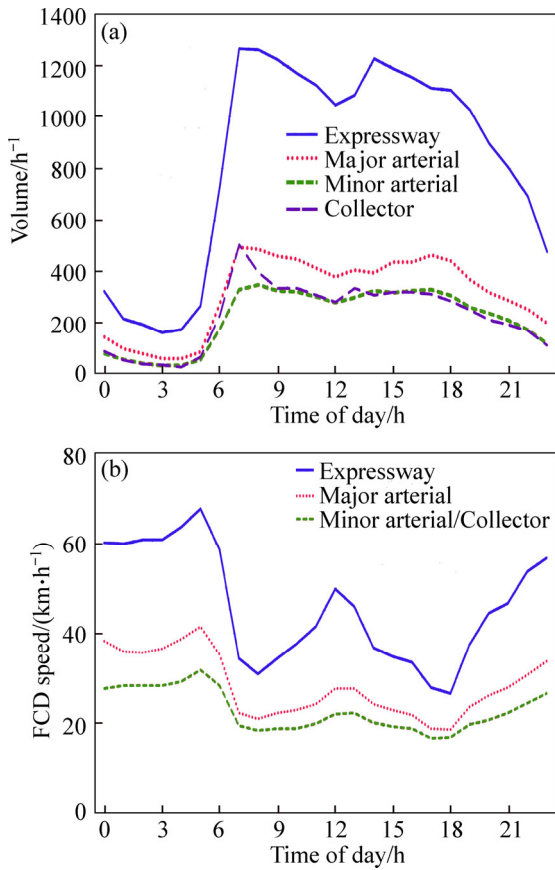 1400
(a)
1200
1000
800
600
400
200
0
Volume/h⁻¹
Expressway
Major arterial
Minor arterial
Collector
0 3 6 9 12 15 18 21
Time of day/h
80
(b)
60
40
20
0
FCD speed/(km·h⁻¹)
Expressway
Major arterial
Minor arterial/Collector
0 3 6 9 12 15 18 21
Time of day/h